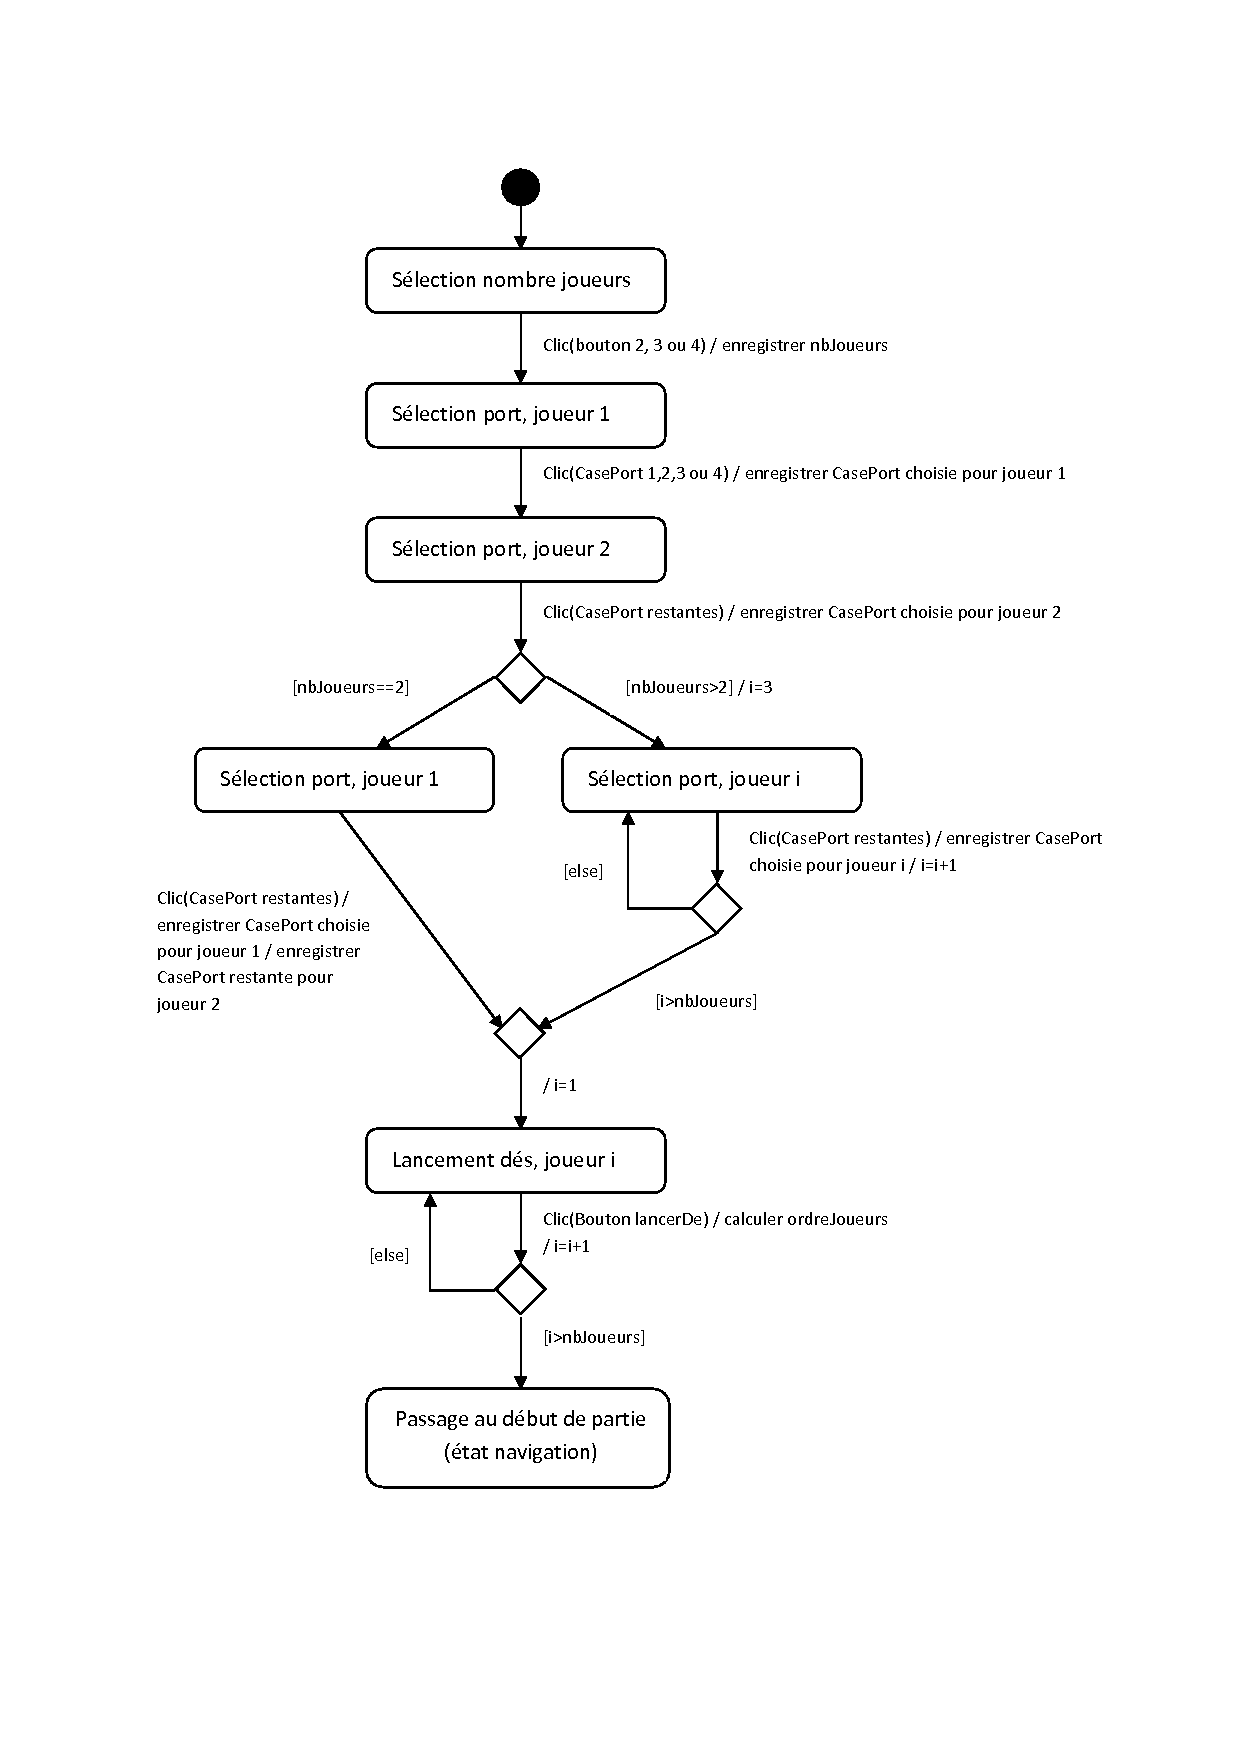 Sélection nombre joueurs
Clic(bouton 2, 3 ou 4) / enregistrer nbJoueurs
Sélection port, joueur 1
Clic(CasePort 1,2,3 ou 4) / enregistrer CasePort choisie pour joueur 1
Sélection port, joueur 2
Clic(CasePort restantes) / enregistrer CasePort choisie pour joueur 2
[nbJoueurs==2]
[nbJoueurs>2] / i=3
Sélection port, joueur 1
Sélection port, joueur i
Clic(CasePort restantes) / enregistrer CasePort
choisie pour joueur i / i=i+1
[else]
Clic(CasePort restantes) /
enregistrer CasePort choisie
pour joueur 1 / enregistrer
CasePort restante pour
joueur 2
[i>nbJoueurs]
/ i=1
Lancement dés, joueur i
Clic(Bouton lancerDe) / calculer ordreJoueurs
/ i=i+1
[else]
[i>nbJoueurs]
Passage au début de partie
(état navigation)